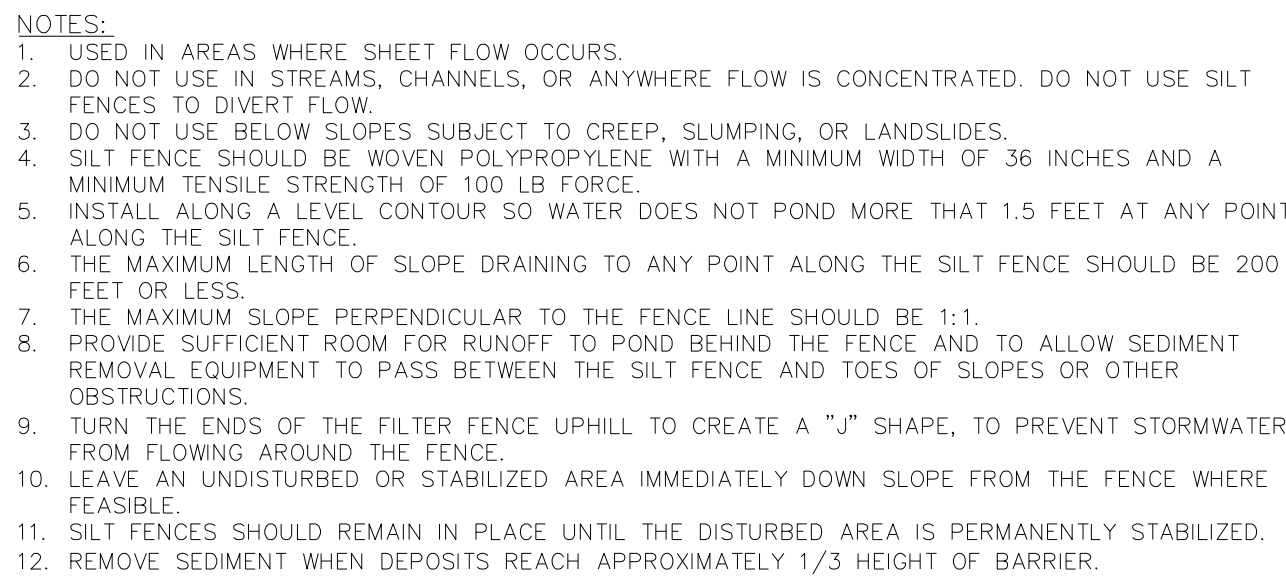 NOTES:
1. USED IN AREAS WHERE SHEET FLOW OCCURS.
2. DO NOT USE IN STREAMS, CHANNELS, OR ANYWHERE FLOW IS CONCENTRATED. DO NOT USE SILT
FENCES TO DIVERT FLOW.
3. DO NOT USE BELOW SLOPES SUBJECT TO CREEP, SLUMPING, OR LANDSLIDES.
4. SILT FENCE SHOULD BE WOVEN POLYPROPYLENE WITH A MINIMUM WIDTH OF 36 INCHES AND A
MINIMUM TENSILE STRENGTH OF 100 LB FORCE.
5. INSTALL ALONG A LEVEL CONTOUR SO WATER DOES NOT POND MORE THAT 1.5 FEET AT ANY POINT
ALONG THE SILT FENCE.
6. THE MAXIMUM LENGTH OF SLOPE DRAINING TO ANY POINT ALONG THE SILT FENCE SHOULD BE 200
FEET OR LESS.
7. THE MAXIMUM SLOPE PERPENDICULAR TO THE FENCE LINE SHOULD BE 1:1.
8. PROVIDE SUFFICIENT ROOM FOR RUNOFF TO POND BEHIND THE FENCE AND TO ALLOW SEDIMENT
REMOVAL EQUIPMENT TO PASS BETWEEN THE SILT FENCE AND TOES OF SLOPES OR OTHER
OBSTRUCTIONS.
9. TURN THE ENDS OF THE FILTER FENCE UPHILL TO CREATE A "J" SHAPE, TO PREVENT STORMWATER
FROM FLOWING AROUND THE FENCE.
10. LEAVE AN UNDISTURBED OR STABILIZED AREA IMMEDIATELY DOWN SLOPE FROM THE FENCE WHERE
FEASIBLE.
11. SILT FENCES SHOULD REMAIN IN PLACE UNTIL THE DISTURBED AREA IS PERMANENTLY STABILIZED.
12. REMOVE SEDIMENT WHEN DEPOSITS REACH APPROXIMATELY 1/3 HEIGHT OF BARRIER.